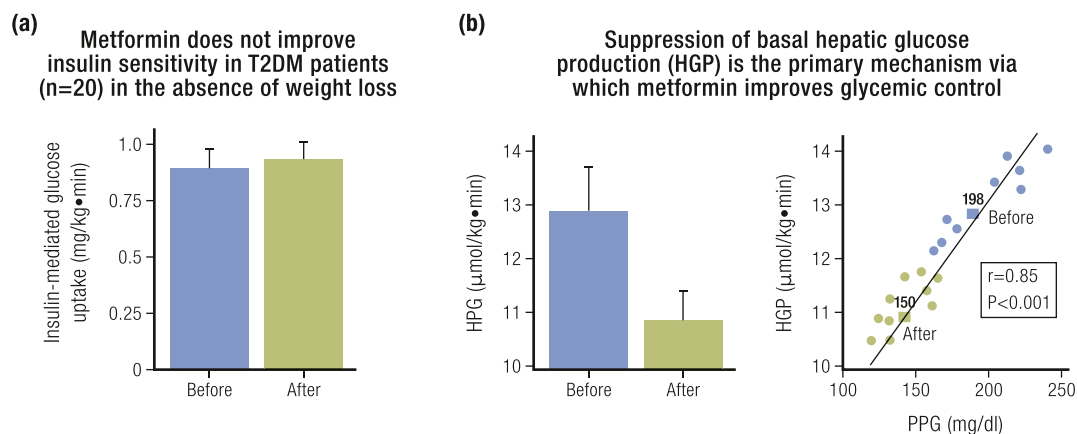 (a)
Metformin does not improve
insulin sensitivity in T2DM patients
(n=20) in the absence of weight loss
Insulin-mediated glucose
uptake (mg/kg•min)
1.0
0.75
0.5
0.25
0
Before
After
(b)
Suppression of basal hepatic glucose
production (HGP) is the primary mechanism via
which metformin improves glycemic control
HPG (μmol/kg•min)
14
13
12
11
10
Before
After
HGP (μmol/kg•min)
14
13
12
11
10
198
Before
150
After
r=0.85
P<0.001
100
150
200
250
PPG (mg/dl)